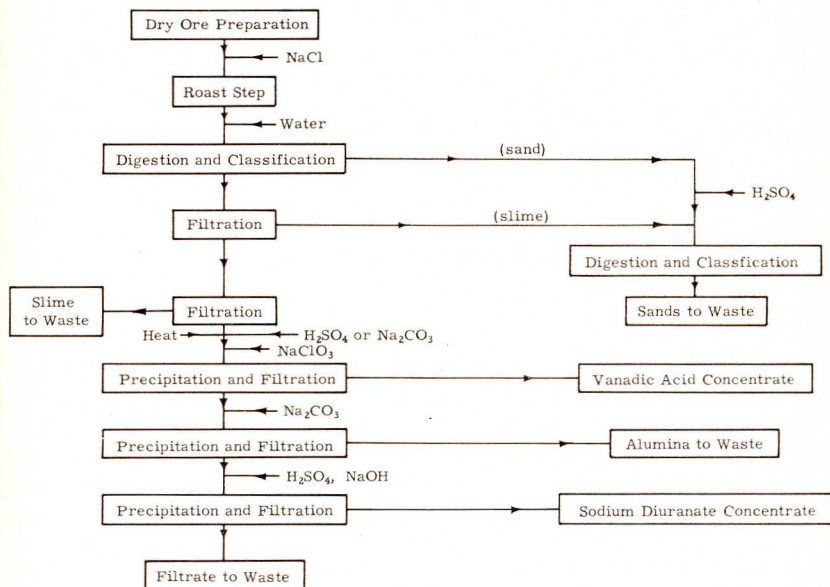 Dry Ore Preparation
NaCl
Roast Step
Water
Digestion and Classification
(sand)
H₂SO₄
Filtration
(slime)
Digestion and Classfication
Slime
to Waste
Filtration
Sands to Waste
Heat
H₂SO₄ or Na₂CO₃
NaClO₃
Precipitation and Filtration
Vanadic Acid Concentrate
Na₂CO₃
Precipitation and Filtration
Alumina to Waste
H₂SO₄, NaOH
Precipitation and Filtration
Sodium Diuranate Concentrate
Filtrate to Waste